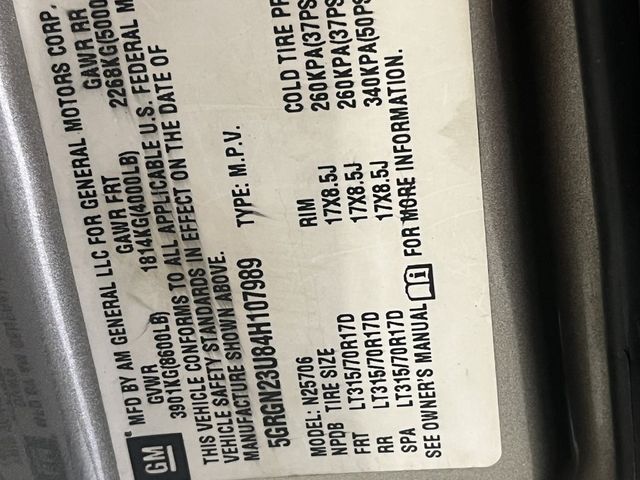 GM
MFD BY AM GENERAL LLC FOR GENERAL MOTORS CORP.
GVWR GAWR FRT GAWR RR
3901KG(8600LB) 1814KG(4000LB) 2268KG(5000
THIS VEHICLE CONFORMS TO ALL APPLICABLE U.S. FEDERAL M
VEHICLE SAFETY STANDARDS IN EFFECT ON THE DATE OF
MANUFACTURE SHOWN ABOVE.
5GRGN23U84H107989 TYPE: M.P.V.
MODEL: N25706
NPDB TIRE SIZE RIM COLD TIRE PR
FRT LT315/70R17D 17X8.5J 260KPA(37PS
RR LT315/70R17D 17X8.5J 260KPA(37PS
SPA LT315/70R17D 17X8.5J 340KPA(50PS
SEE OWNER'S MANUAL i FOR MORE INFORMATION.